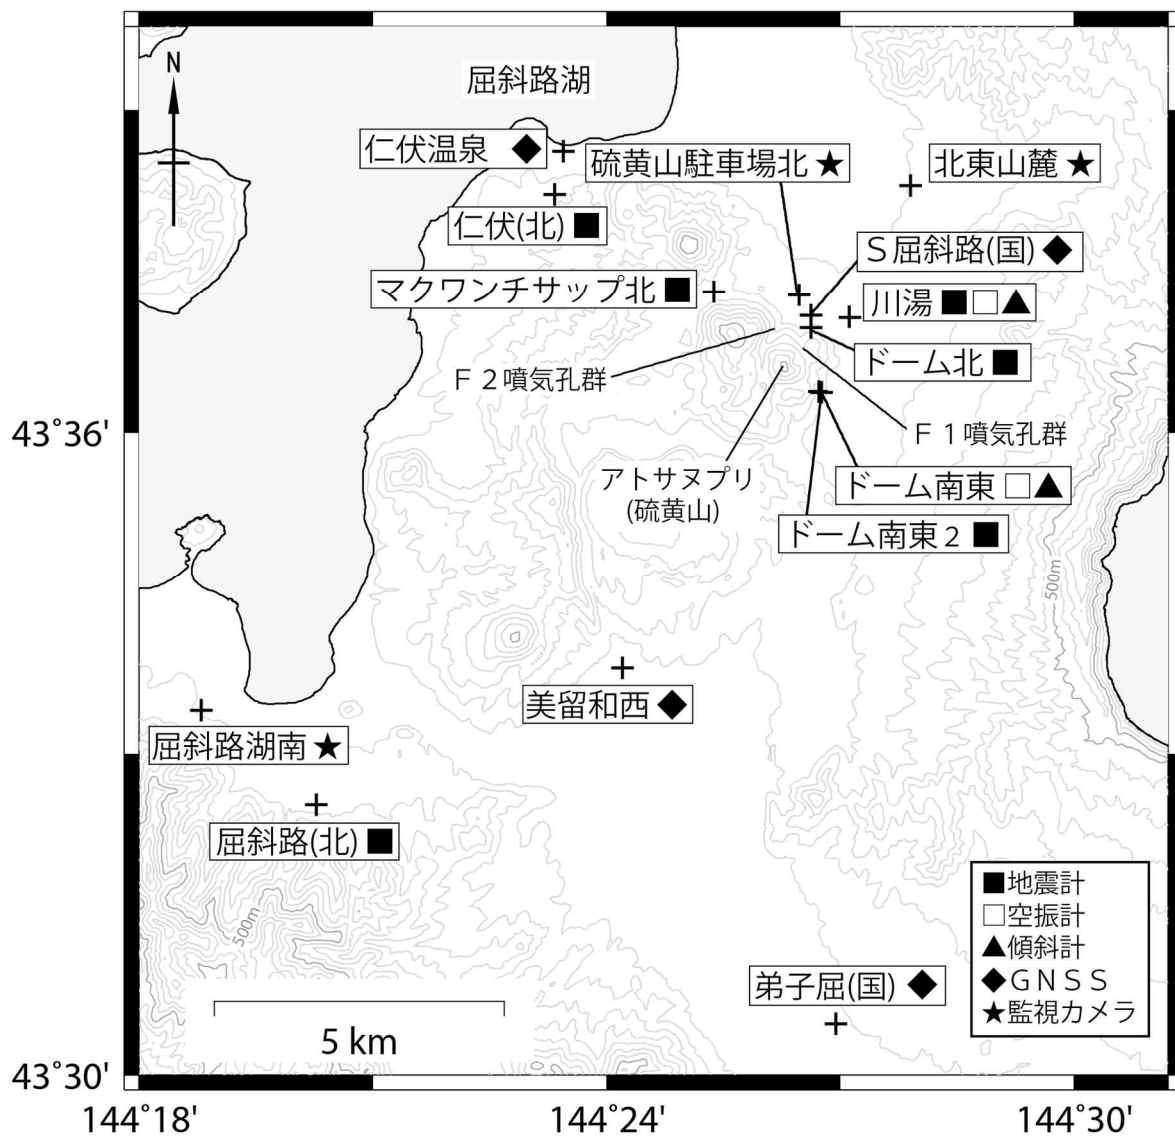 屈斜路湖
N
仁伏温泉 ◆
硫黄山駐車場北 ★
北東山麓 ★
仁伏(北) ■
S屈斜路(国) ◆
マクワンチサップ北 ■
川湯 ■□▲
ドーム北 ■
F2噴気孔群
F1噴気孔群
43°36'
アトサヌプリ
(硫黄山)
ドーム南東 □▲
ドーム南東2 ■
500m
美留和西 ◆
屈斜路湖南 ★
屈斜路(北) ■
500m
■地震計
□空振計
▲傾斜計
◆GNSS
★監視カメラ
弟子屈(国) ◆
5 km
43°30'
144°18'
144°24'
144°30'